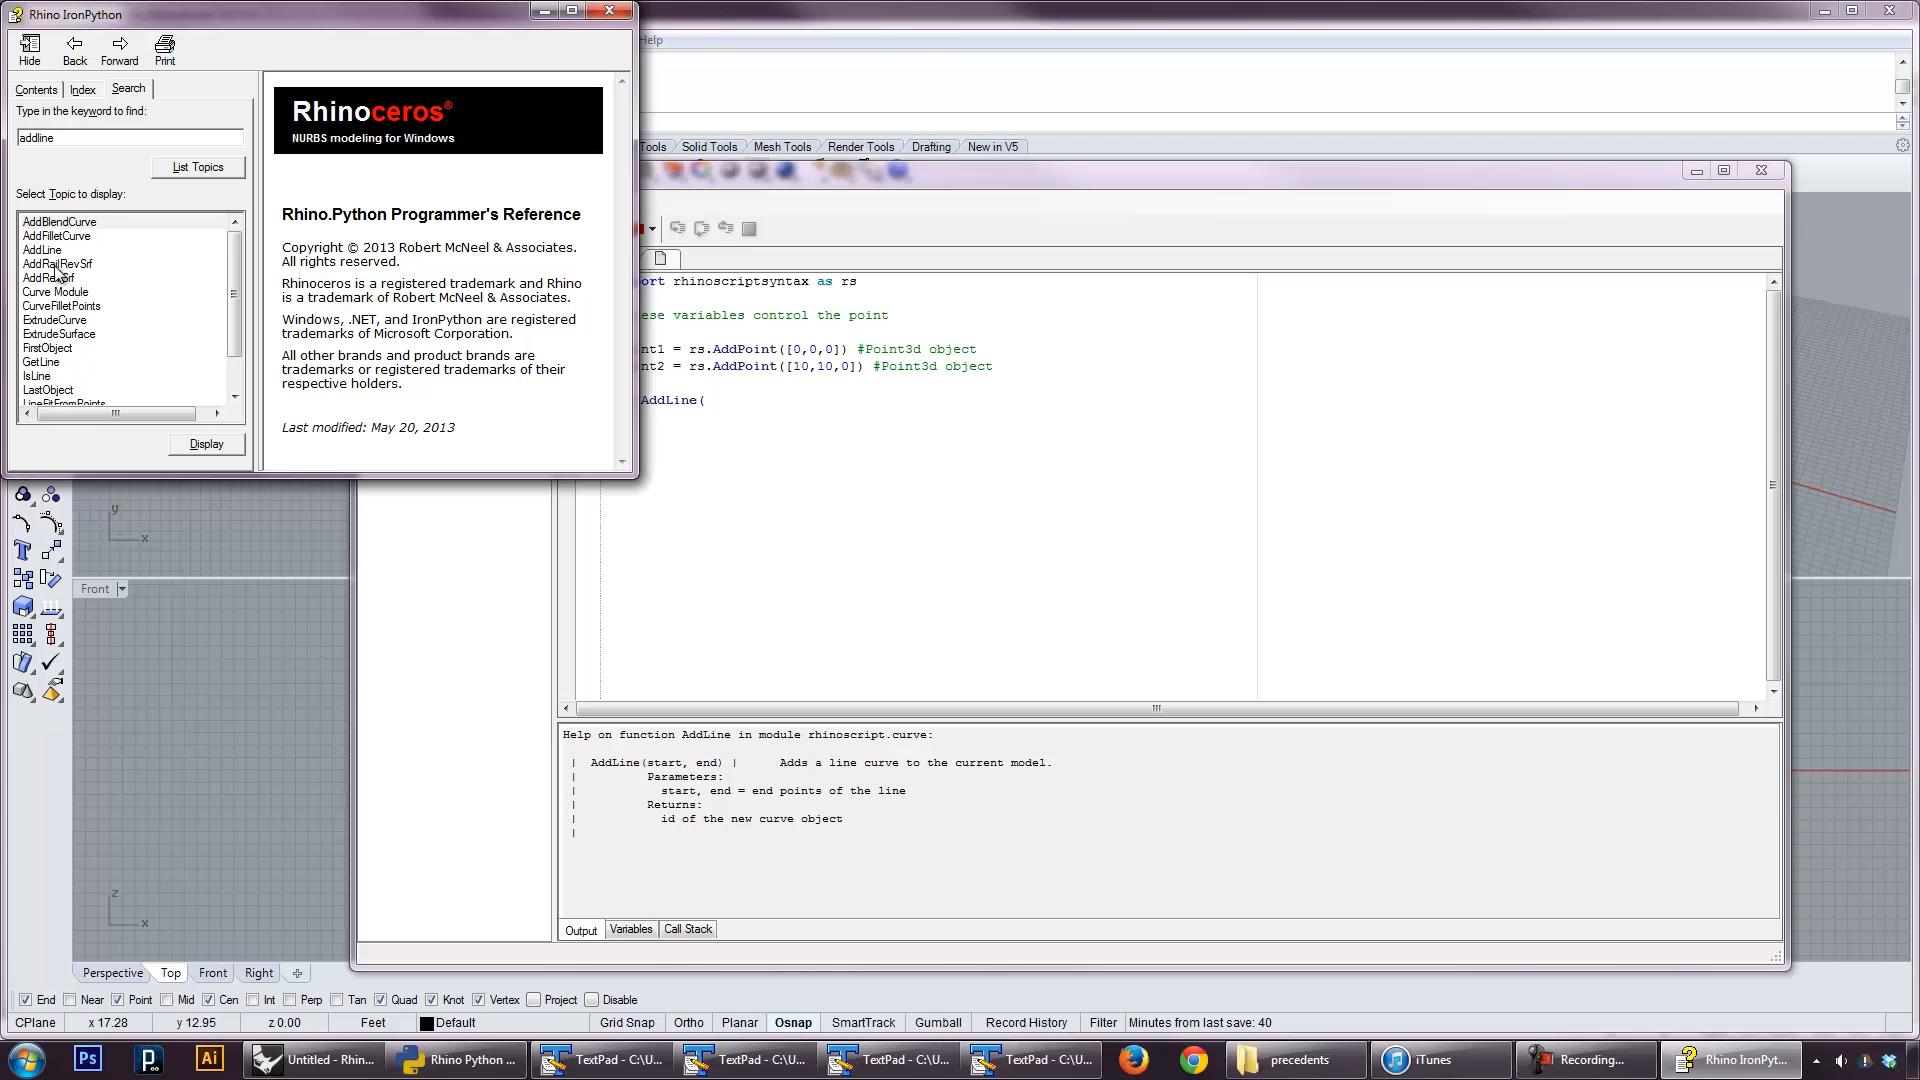 Rhino IronPython
Hide Back Forward Print
Contents Index Search
Type in the keyword to find:
addline
List Topics
Select Topic to display:
AddBlendCurve
AddFilletCurve
AddLine
AddRailRevSrf
AddRevSrf
Curve Module
CurveFilletPoints
ExtrudeCurve
ExtrudeSurface
FirstObject
GetLine
IsLine
LastObject
LineFitFromPoints
Display
Rhinoceros®
NURBS modeling for Windows
Rhino.Python Programmer's Reference
Copyright © 2013 Robert McNeel & Associates.
All rights reserved.
Rhinoceros is a registered trademark and Rhino
is a trademark of Robert McNeel & Associates.
Windows, .NET, and IronPython are registered
trademarks of Microsoft Corporation.
All other brands and product brands are
trademarks or registered trademarks of their
respective holders.
Last modified: May 20, 2013
Help
Tools Solid Tools Mesh Tools Render Tools Drafting New in V5
ort rhinoscriptsyntax as rs
ese variables control the point
nt1 = rs.AddPoint([0,0,0]) #Point3d object
nt2 = rs.AddPoint([10,10,0]) #Point3d object
AddLine(
Help on function AddLine in module rhinoscript.curve:
| AddLine(start, end) | Adds a line curve to the current model.
| Parameters:
| start, end = end points of the line
| Returns:
| id of the new curve object
|
Output Variables Call Stack
y
x
Front
z
x
Perspective Top Front Right
End Near Point Mid Cen Int Perp Tan Quad Knot Vertex Project Disable
CPlane x 17.28 y 12.95 z 0.00 Feet Default Grid Snap Ortho Planar Osnap SmartTrack Gumball Record History Filter Minutes from last save: 40
Ps Ai Untitled - Rhin... Rhino Python ... TextPad - C:\U... TextPad - C:\U... TextPad - C:\U... TextPad - C:\U... precedents iTunes Recording... Rhino IronPyt...